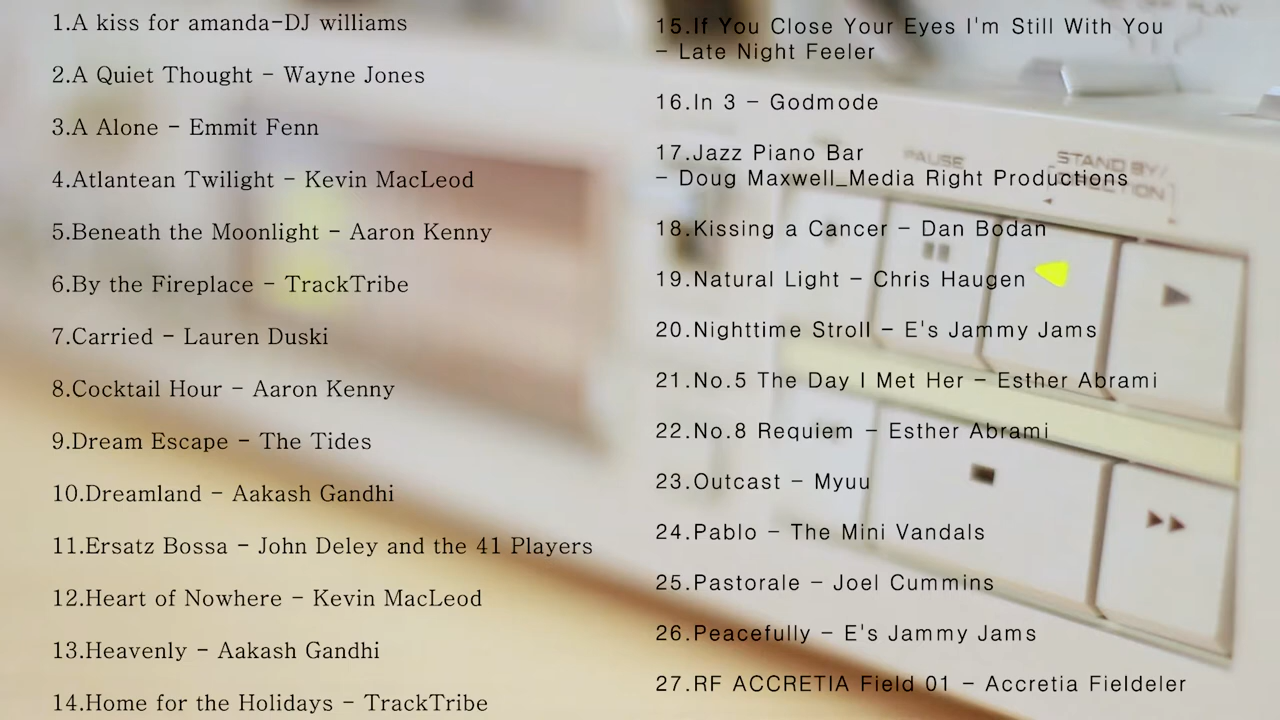 1.A kiss for amanda-DJ williams
2.A Quiet Thought - Wayne Jones
3.A Alone - Emmit Fenn
4.Atlantean Twilight - Kevin MacLeod
5.Beneath the Moonlight - Aaron Kenny
6.By the Fireplace - TrackTribe
7.Carried - Lauren Duski
8.Cocktail Hour - Aaron Kenny
9.Dream Escape - The Tides
10.Dreamland - Aakash Gandhi
11.Ersatz Bossa - John Deley and the 41 Players
12.Heart of Nowhere - Kevin MacLeod
13.Heavenly - Aakash Gandhi
14.Home for the Holidays - TrackTribe
15.If You Close Your Eyes I'm Still With You
- Late Night Feeler
16.In 3 - Godmode
17.Jazz Piano Bar
- Doug Maxwell_Media Right Productions
18.Kissing a Cancer - Dan Bodan
19.Natural Light - Chris Haugen
20.Nighttime Stroll - E's Jammy Jams
21.No.5 The Day I Met Her - Esther Abrami
22.No.8 Requiem - Esther Abrami
23.Outcast - Myuu
24.Pablo - The Mini Vandals
25.Pastorale - Joel Cummins
26.Peacefully - E's Jammy Jams
27.RF ACCRETIA Field 01 - Accretia Fieldeler
PLAY
PAUSE
STAND BY/